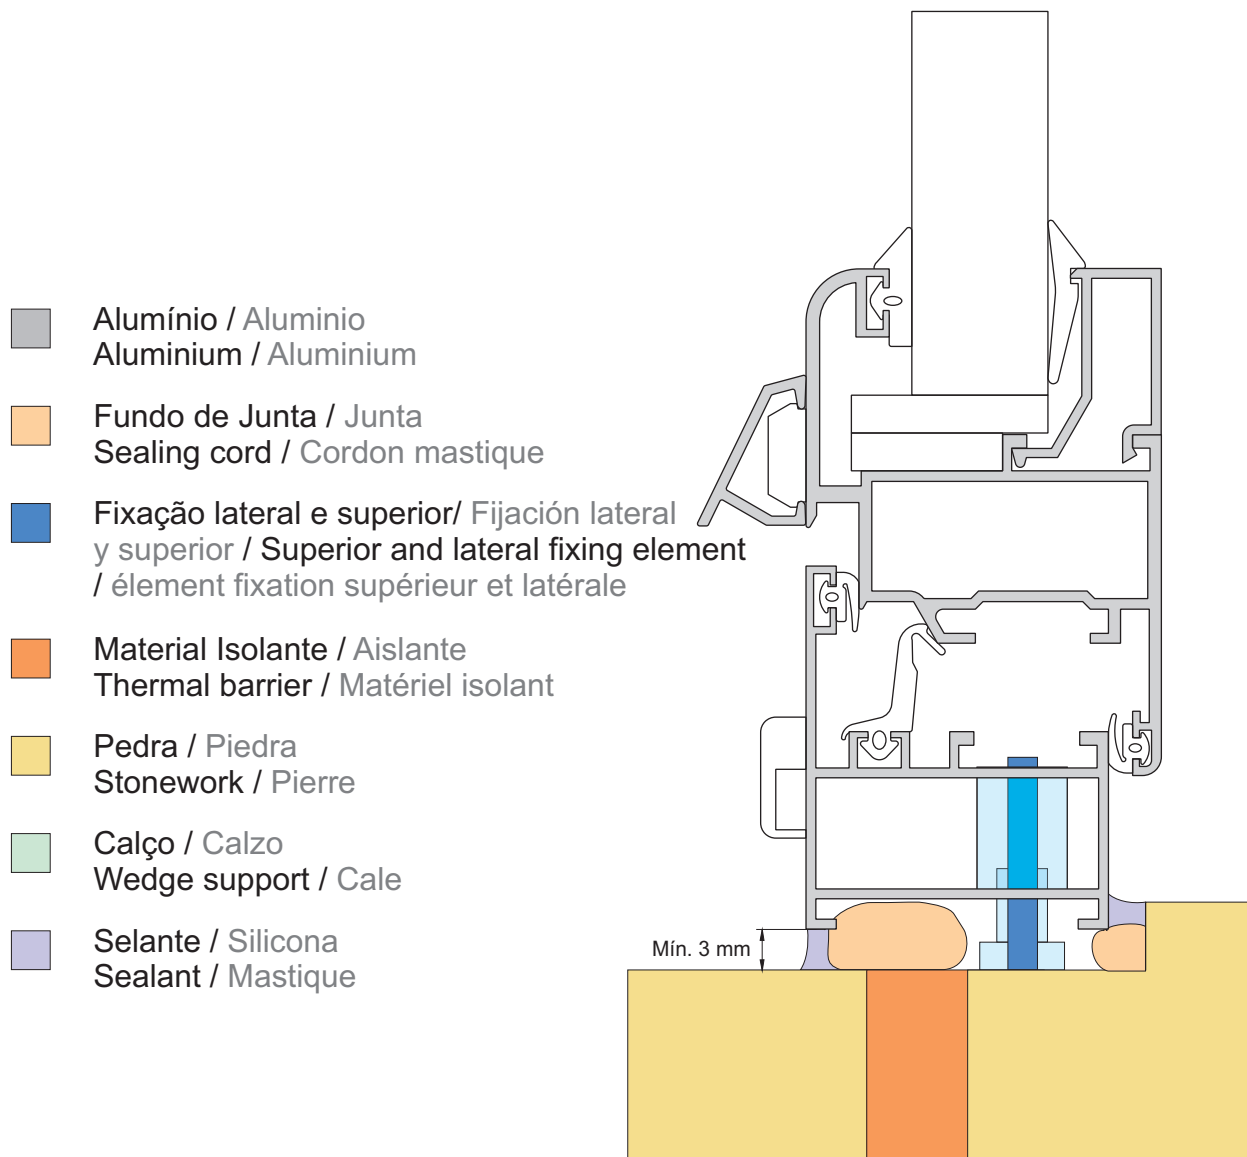 Alumínio / Aluminio
Aluminium / Aluminium
Fundo de Junta / Junta
Sealing cord / Cordon mastique
Fixação lateral e superior/ Fijación lateral
y superior / Superior and lateral fixing element
/ élement fixation supérieur et latérale
Material Isolante / Aislante
Thermal barrier / Matériel isolant
Pedra / Piedra
Stonework / Pierre
Calço / Calzo
Wedge support / Cale
Selante / Silicona
Sealant / Mastique
Mín. 3 mm